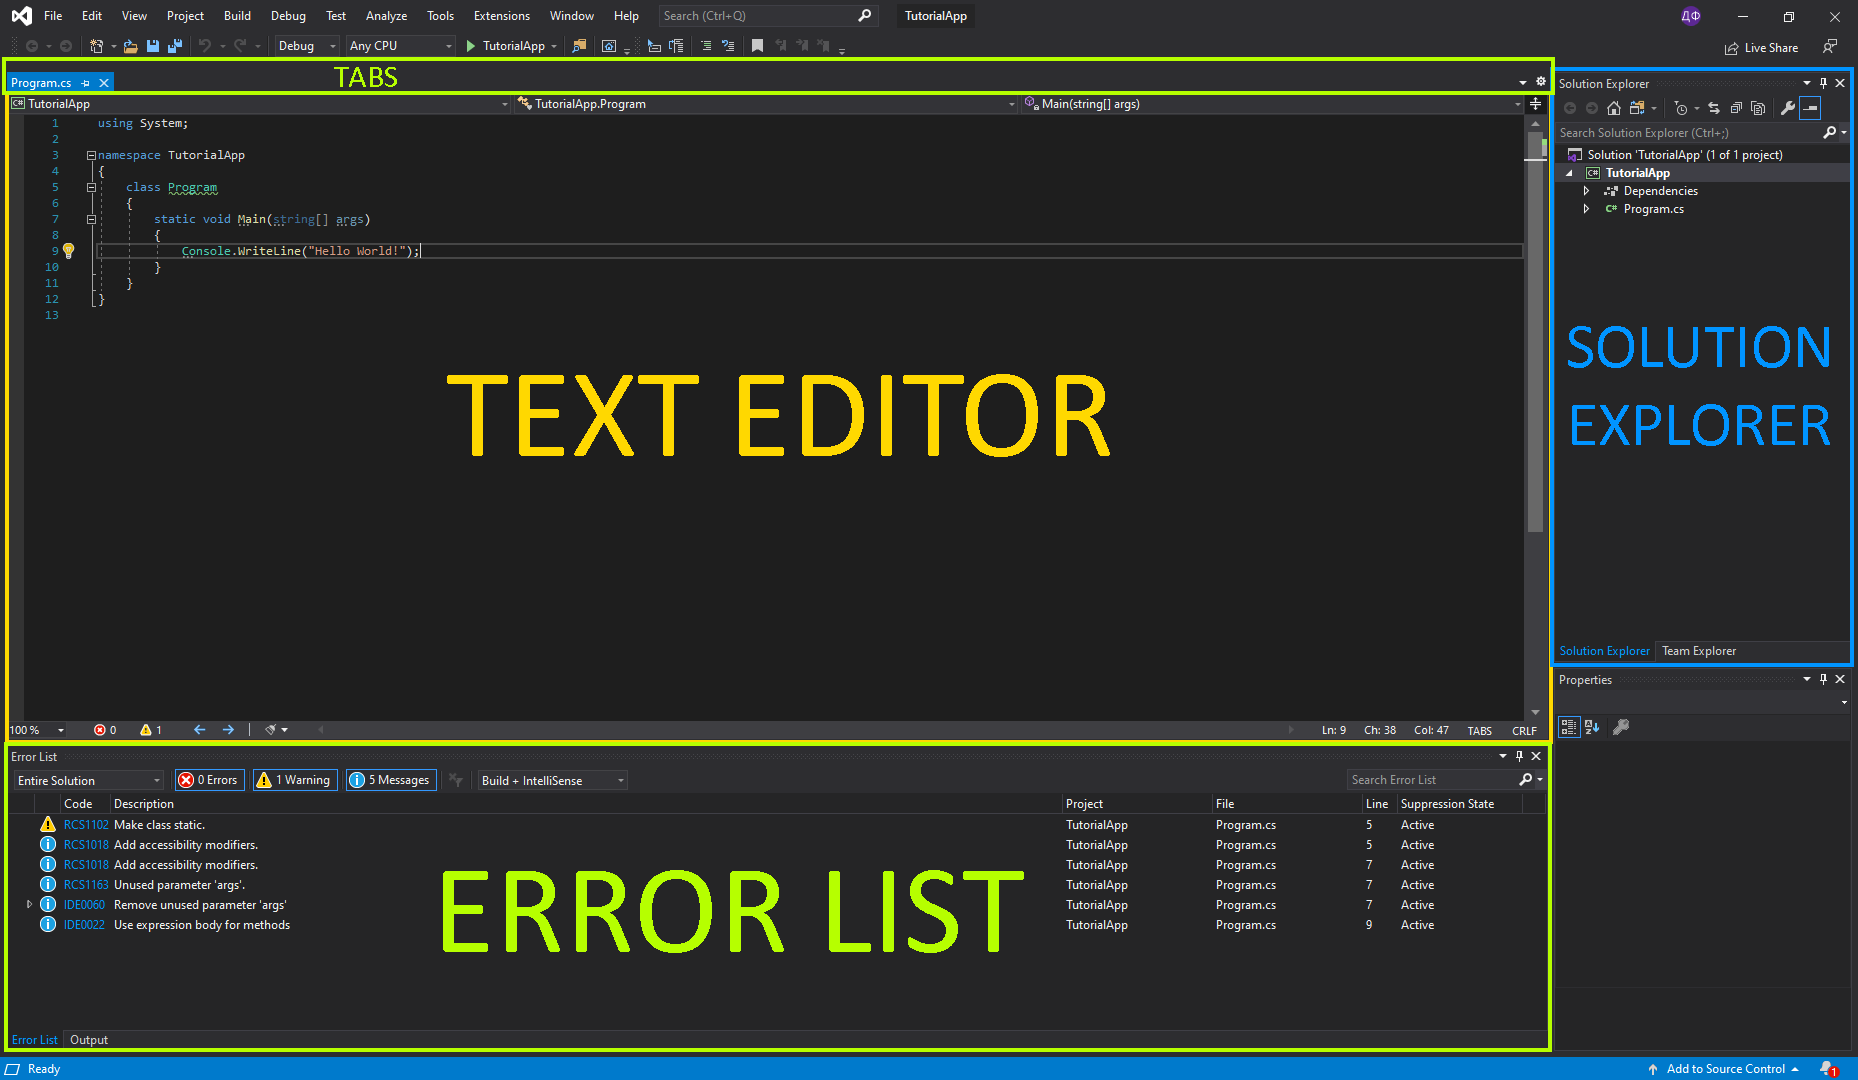 File Edit View Project Build Debug Test Analyze Tools Extensions Window Help Search (Ctrl+Q) TutorialApp ДФ
Debug Any CPU TutorialApp Live Share
TABS
Program.cs
TutorialApp TutorialApp.Program Main(string[] args)
1 using System;
2
3 namespace TutorialApp
4 {
5 class Program
6 {
7 static void Main(string[] args)
8 {
9 Console.WriteLine("Hello World!");
10 }
11 }
12 }
13
TEXT EDITOR
100 % 0 1 Ln: 9 Ch: 38 Col: 47 TABS CRLF
Solution Explorer
Search Solution Explorer (Ctrl+;)
Solution 'TutorialApp' (1 of 1 project)
C# TutorialApp
Dependencies
C# Program.cs
SOLUTION
EXPLORER
Solution Explorer Team Explorer
Properties
Error List
Entire Solution 0 Errors 1 Warning 5 Messages Build + IntelliSense Search Error List
Code Description Project File Line Suppression State
RCS1102 Make class static. TutorialApp Program.cs 5 Active
RCS1018 Add accessibility modifiers. TutorialApp Program.cs 5 Active
RCS1018 Add accessibility modifiers. TutorialApp Program.cs 7 Active
RCS1163 Unused parameter 'args'. TutorialApp Program.cs 7 Active
IDE0060 Remove unused parameter 'args' TutorialApp Program.cs 7 Active
IDE0022 Use expression body for methods TutorialApp Program.cs 9 Active
ERROR LIST
Error List Output
Ready Add to Source Control 1